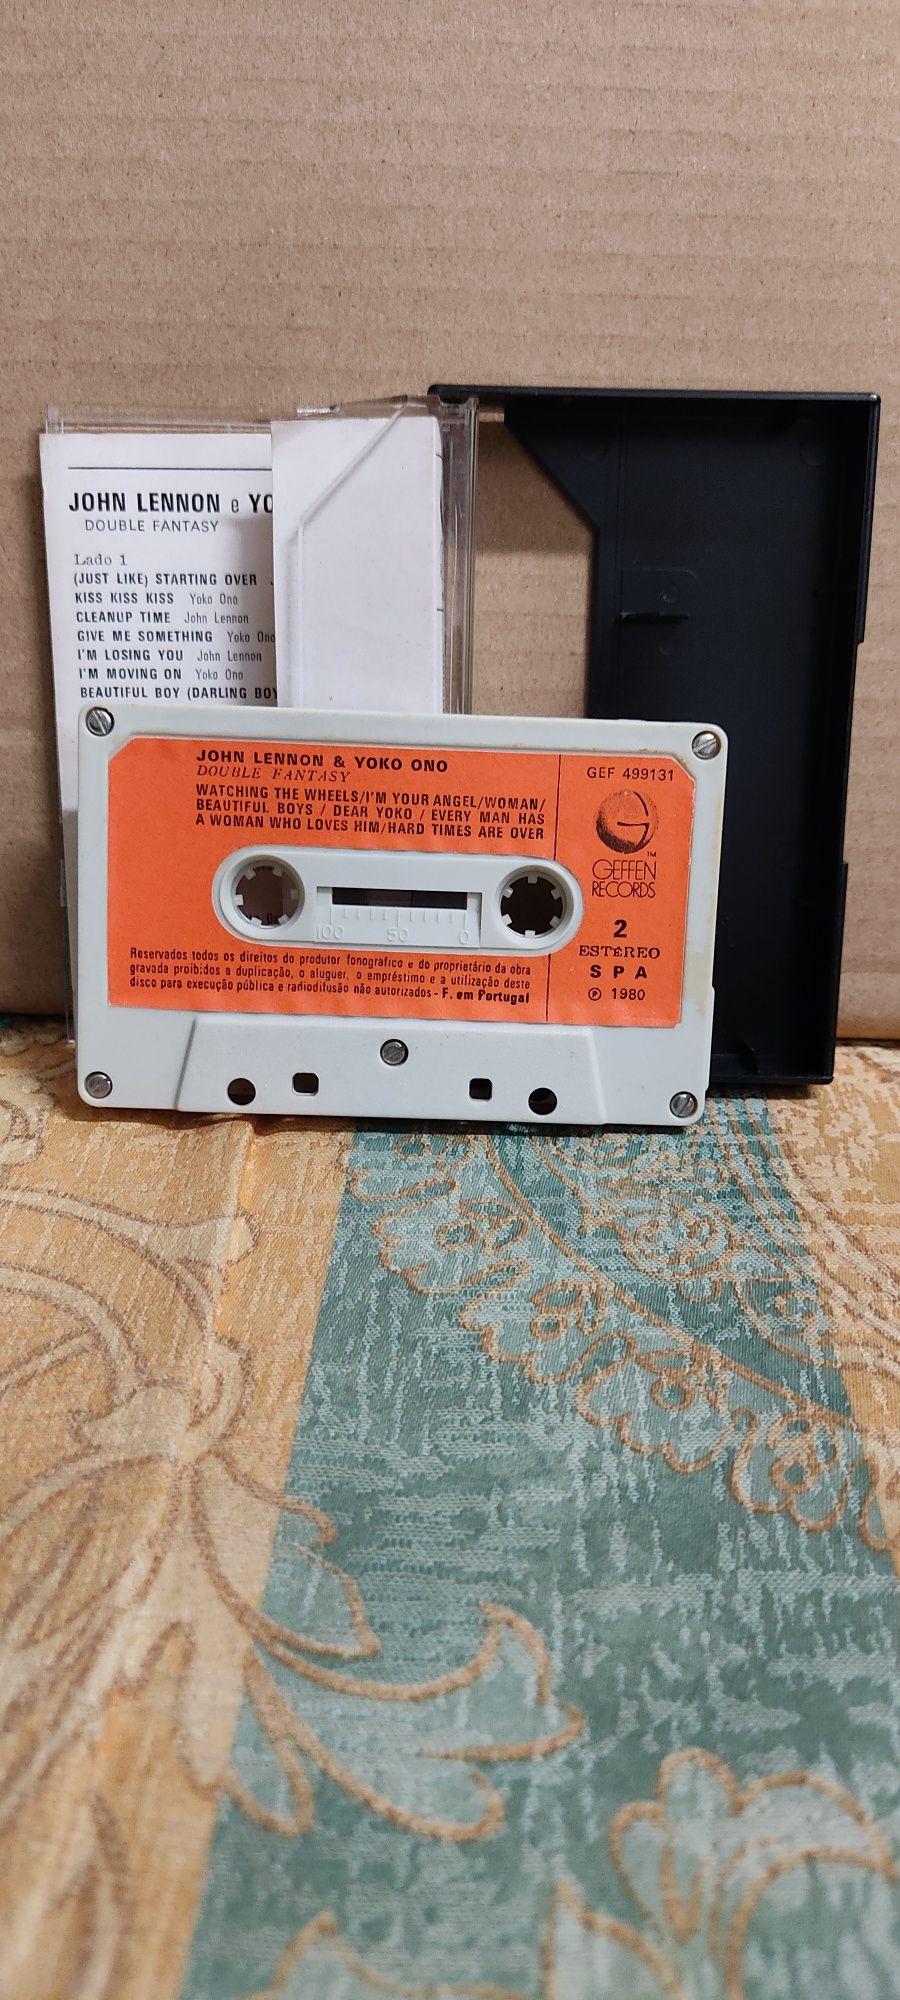 JOHN LENNON e YO
DOUBLE FANTASY
Lado 1
(JUST LIKE) STARTING OVER
KISS KISS KISS Yoko Ono
CLEANUP TIME John Lennon
GIVE ME SOMETHING Yoko Ono
I'M LOSING YOU John Lennon
I'M MOVING ON Yoko Ono
BEAUTIFUL BOY (DARLING BOY
JOHN LENNON & YOKO ONO
DOUBLE FANTASY
WATCHING THE WHEELS/I'M YOUR ANGEL/WOMAN/
BEAUTIFUL BOYS / DEAR YOKO / EVERY MAN HAS
A WOMAN WHO LOVES HIM/HARD TIMES ARE OVER
GEF 499131
TM
GEFFEN
RECORDS
2
ESTÉREO
SPA
℗ 1980
100 50 0
Reservados todos os direitos do produtor fonografico e do proprietário da obra
gravada proibidos a duplicação, o aluguer, o empréstimo e a utilização deste
disco para execução pública e radiodifusão não autorizados - F. em Portugal